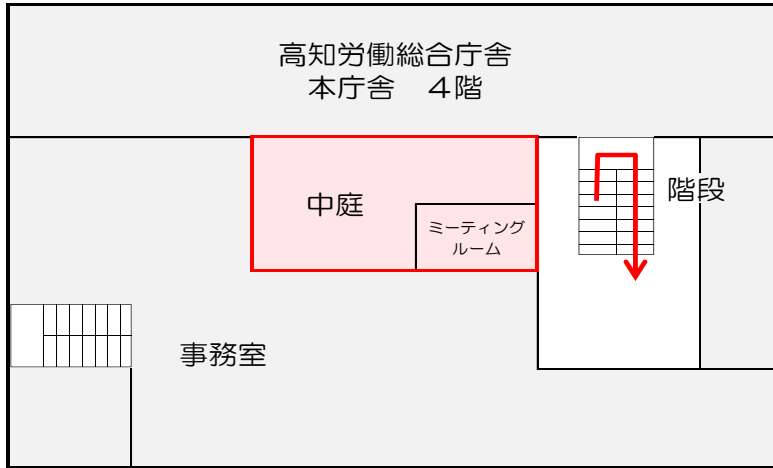 高知労働総合庁舎
本庁舎　４階
中庭
階段
ミーティング
ルーム
事務室